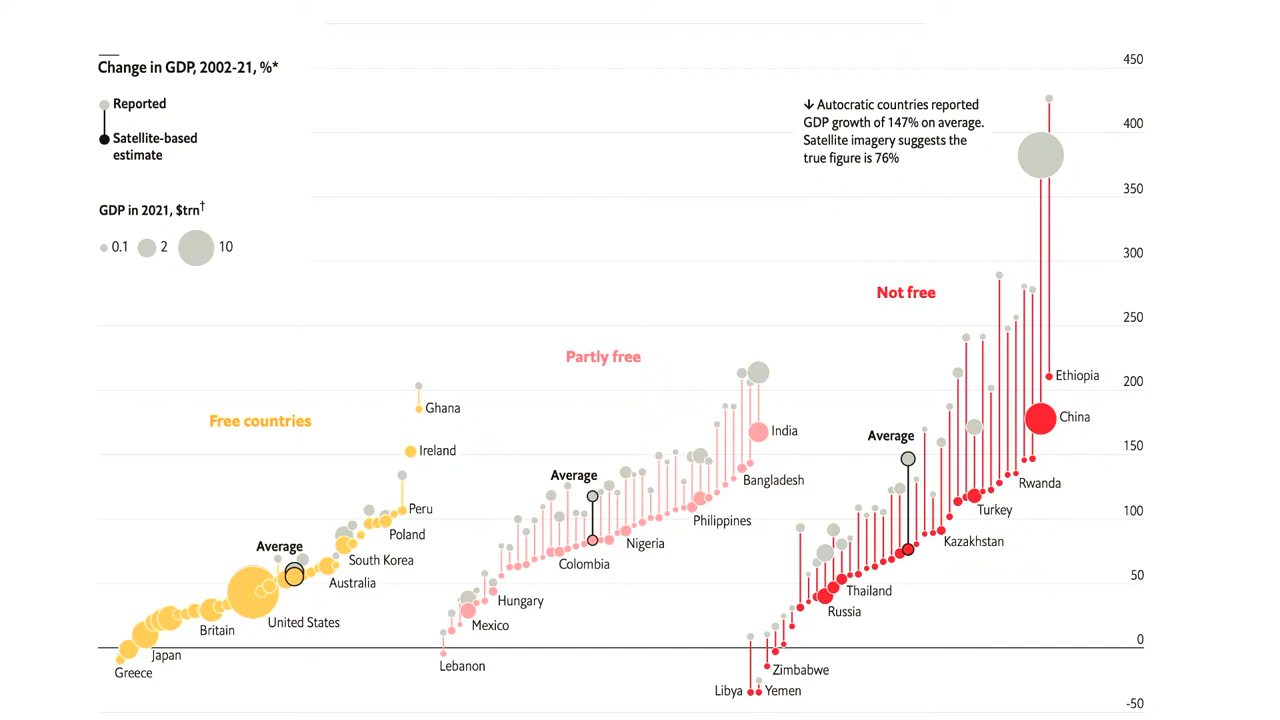 Change in GDP, 2002-21, %*
Reported
Satellite-based
estimate
GDP in 2021, $trn†
0.1
2
10
450
400
350
300
250
200
150
100
50
0
-50
↓ Autocratic countries reported
GDP growth of 147% on average.
Satellite imagery suggests the
true figure is 76%
Free countries
Ghana
Ireland
Peru
Poland
Average
South Korea
Australia
United States
Britain
Japan
Greece
Partly free
India
Average
Bangladesh
Philippines
Nigeria
Colombia
Hungary
Mexico
Lebanon
Not free
Ethiopia
China
Average
Rwanda
Turkey
Kazakhstan
Thailand
Russia
Zimbabwe
Libya
Yemen